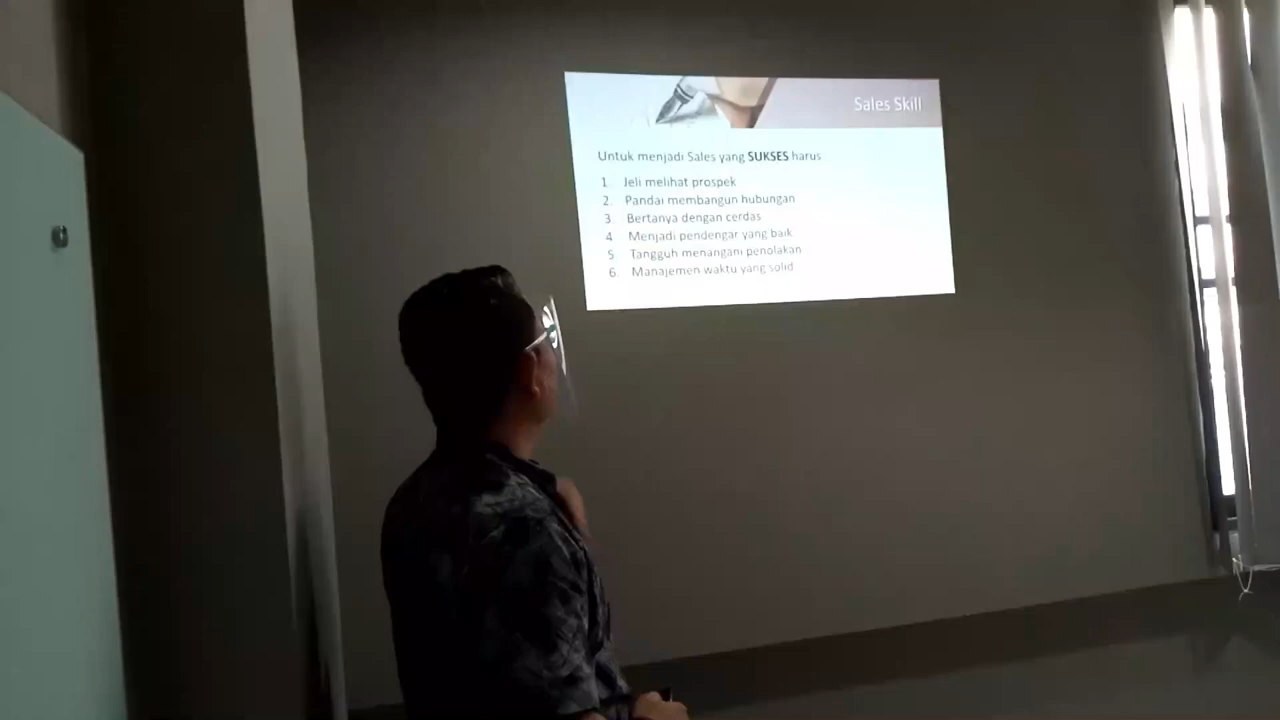 Sales Skill
Untuk menjadi Sales yang SUKSES harus
1. Jeli melihat prospek
2. Pandai membangun hubungan
3. Bertanya dengan cerdas
4. Menjadi pendengar yang baik
5. Tangguh menangani penolakan
6. Manajemen waktu yang solid